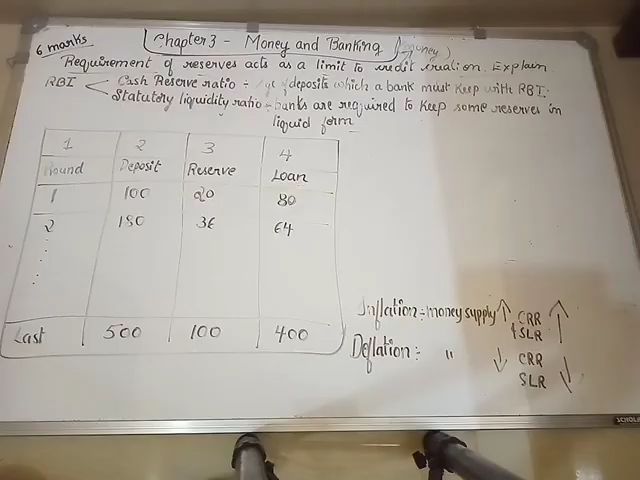 6 marks
Chapter 3 - Money and Banking (money)
Requirement of reserves acts as a limit to credit creation. Explain
RBI
Cash Reserve ratio ÷ %ge of deposits which a bank must keep with RBI.
Statutory liquidity ratio ÷ banks are required to keep some reserves in
liquid form
1 2 3 4
Round Deposit Reserve Loan
1 100 20 80
2 180 36 64
Last 500 100 400
Inflation ÷ money supply ↑ CRR ↑
& SLR
Deflation ÷ " ↓ CRR ↓
SLR